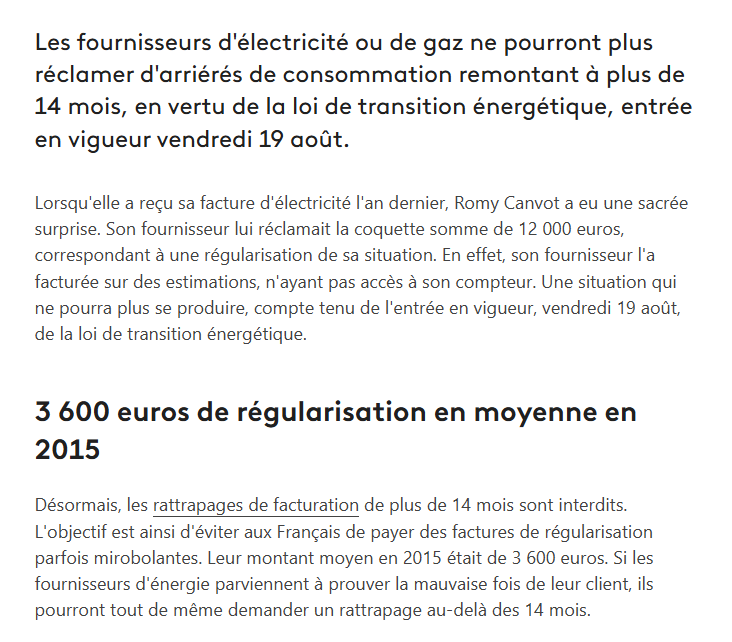 Les fournisseurs d'électricité ou de gaz ne pourront plus
réclamer d'arriérés de consommation remontant à plus de
14 mois, en vertu de la loi de transition énergétique, entrée
en vigueur vendredi 19 août.
Lorsqu'elle a reçu sa facture d'électricité l'an dernier, Romy Canvot a eu une sacrée
surprise. Son fournisseur lui réclamait la coquette somme de 12 000 euros,
correspondant à une régularisation de sa situation. En effet, son fournisseur l'a
facturée sur des estimations, n'ayant pas accès à son compteur. Une situation qui
ne pourra plus se produire, compte tenu de l'entrée en vigueur, vendredi 19 août,
de la loi de transition énergétique.
3 600 euros de régularisation en moyenne en
2015
Désormais, les rattrapages de facturation de plus de 14 mois sont interdits.
L'objectif est ainsi d'éviter aux Français de payer des factures de régularisation
parfois mirobolantes. Leur montant moyen en 2015 était de 3 600 euros. Si les
fournisseurs d'énergie parviennent à prouver la mauvaise fois de leur client, ils
pourront tout de même demander un rattrapage au-delà des 14 mois.